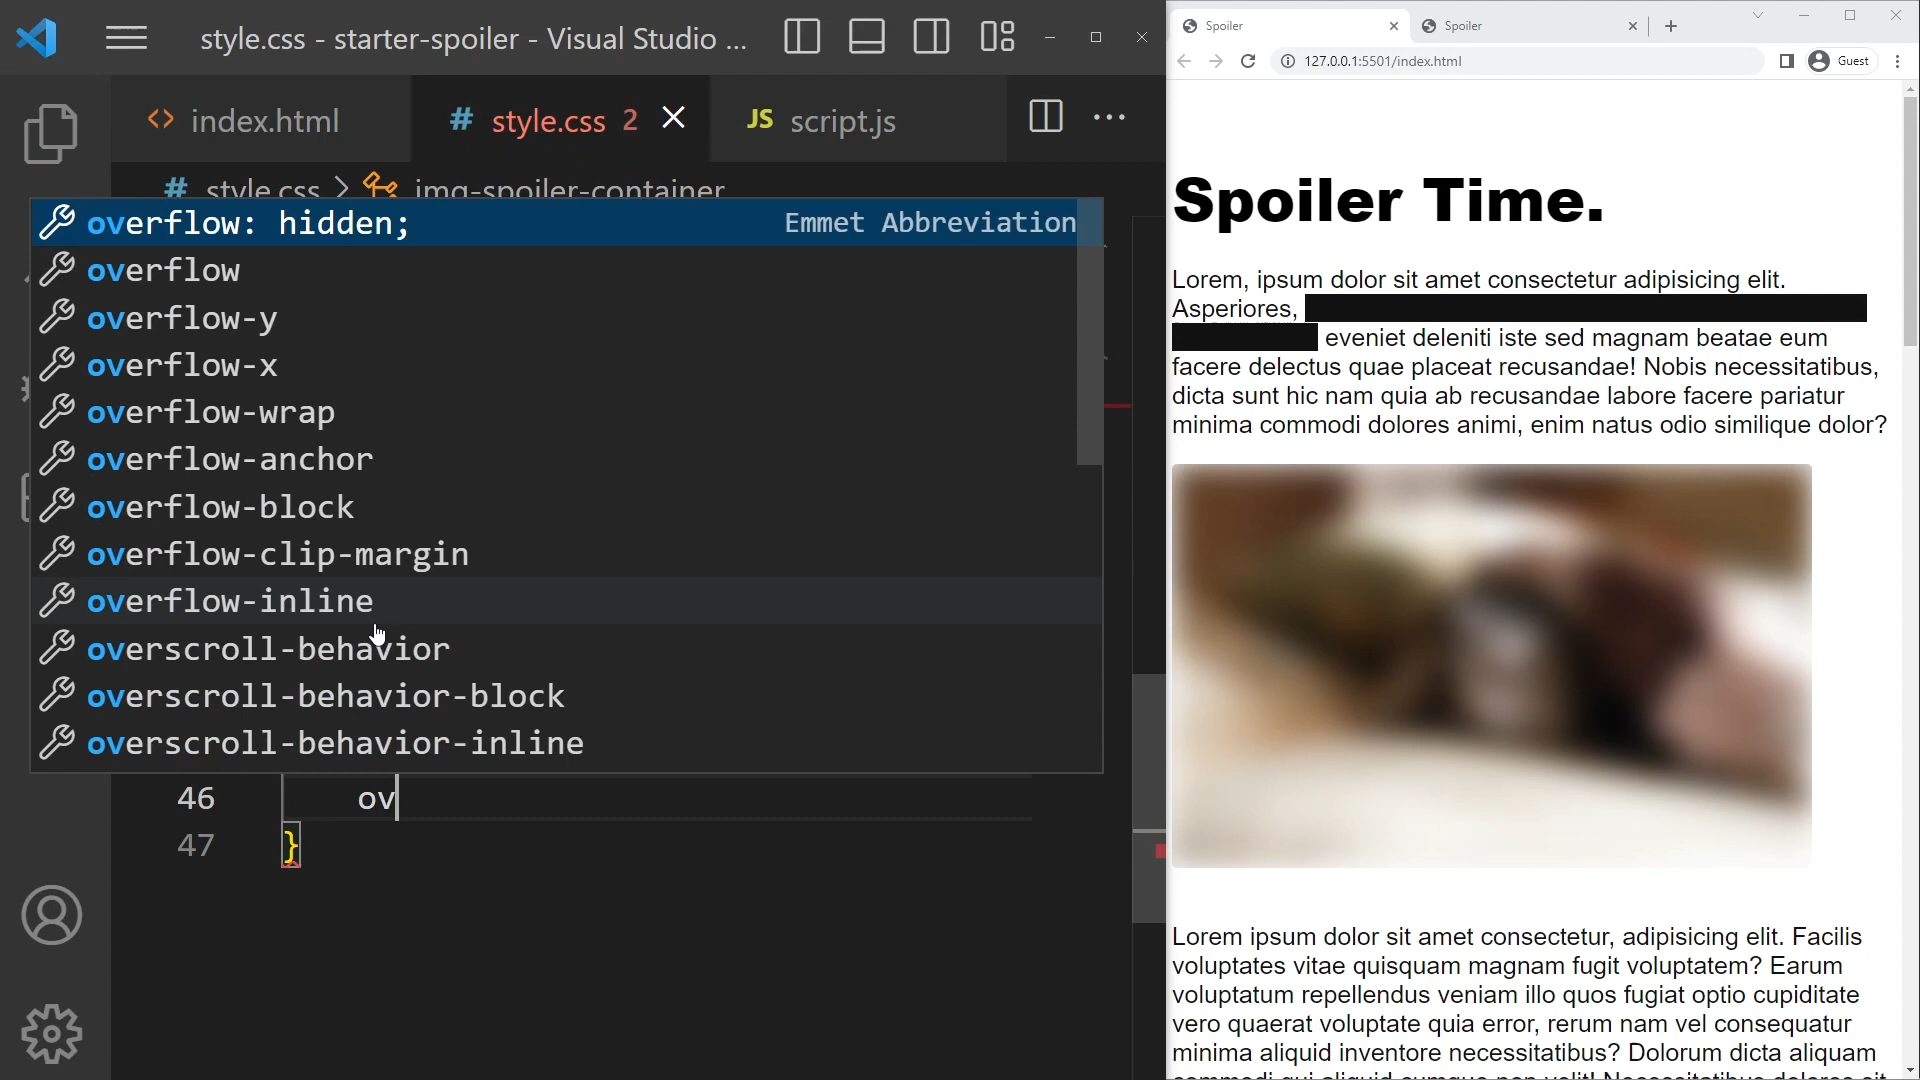 style.css - starter-spoiler - Visual Studio ...
index.html
# style.css 2
JS script.js
# style.css > img-spoiler-container
overflow: hidden; Emmet Abbreviation
overflow
overflow-y
overflow-x
overflow-wrap
overflow-anchor
overflow-block
overflow-clip-margin
overflow-inline
overscroll-behavior
overscroll-behavior-block
overscroll-behavior-inline
46 ov
47 }
Spoiler
Spoiler
127.0.0.1:5501/index.html
Guest
Spoiler Time.
Lorem, ipsum dolor sit amet consectetur adipisicing elit.
Asperiores,
eveniet deleniti iste sed magnam beatae eum
facere delectus quae placeat recusandae! Nobis necessitatibus,
dicta sunt hic nam quia ab recusandae labore facere pariatur
minima commodi dolores animi, enim natus odio similique dolor?
Lorem ipsum dolor sit amet consectetur, adipisicing elit. Facilis
voluptates vitae quisquam magnam fugit voluptatem? Earum
voluptatum repellendus veniam illo quos fugiat optio cupiditate
vero quaerat voluptate quia error, rerum nam vel consequatur
minima aliquid inventore necessitatibus? Dolorum dicta aliquam